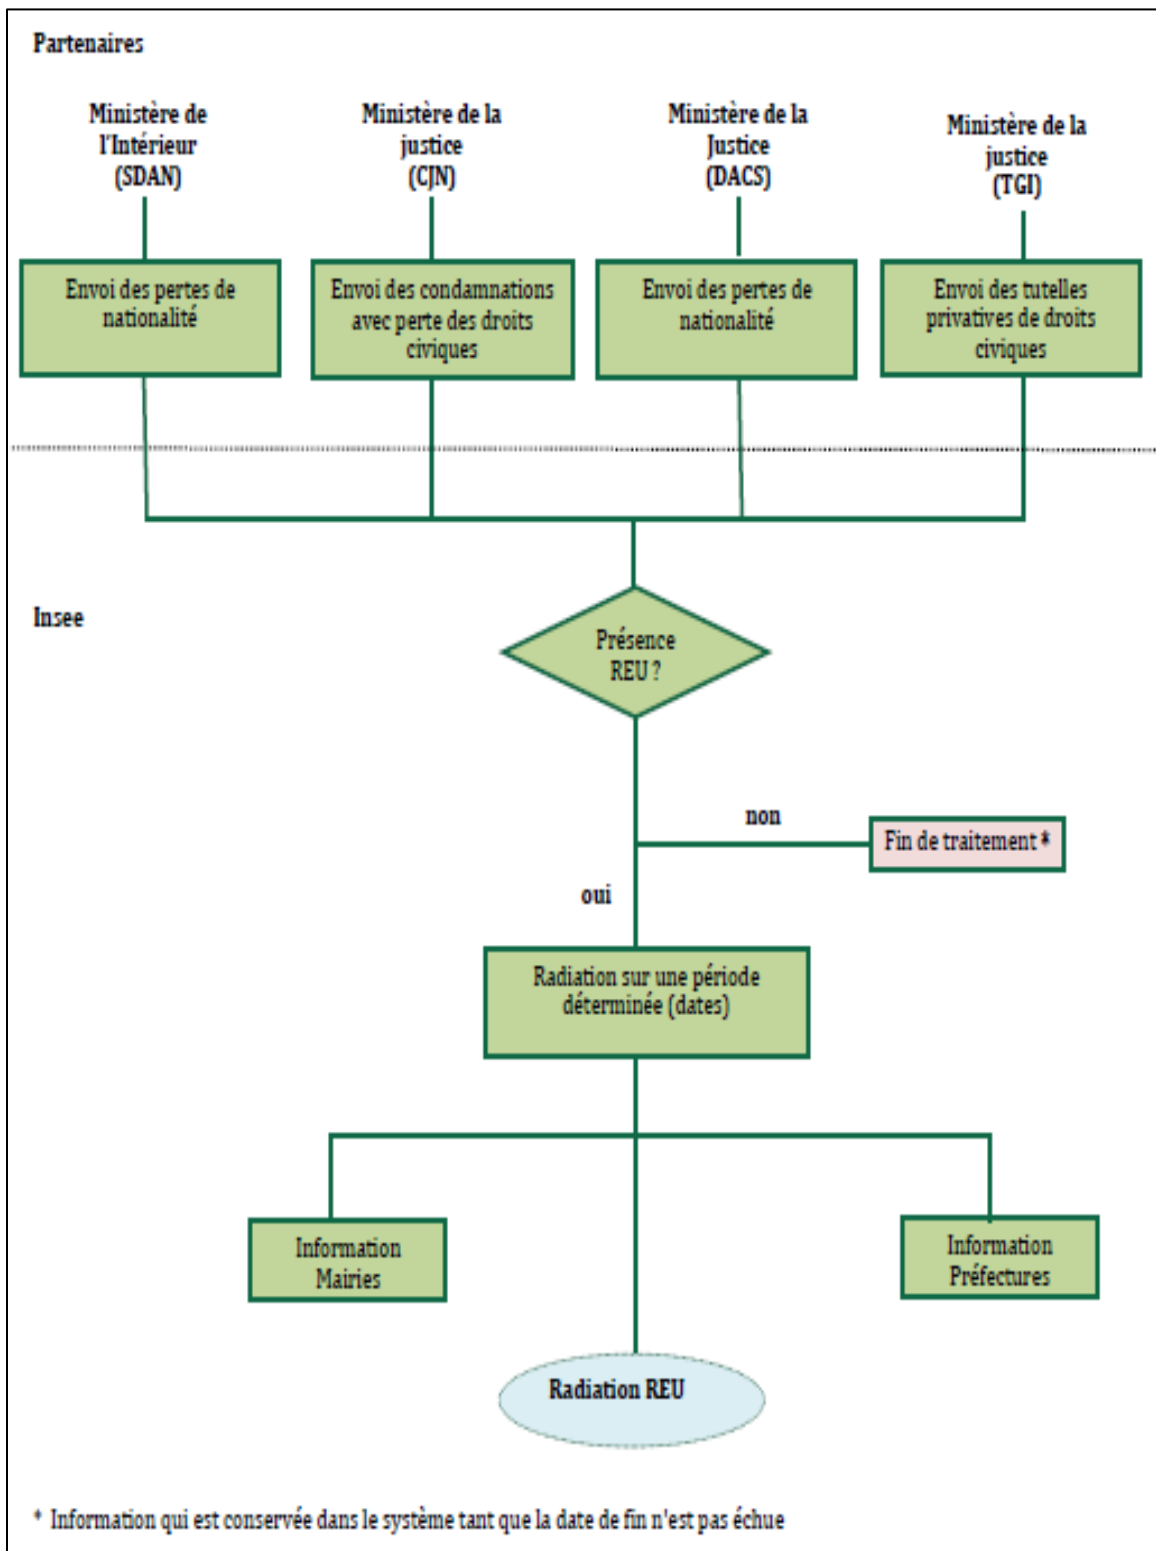 Partenaires
Ministère de
l'Intérieur
(SDAN)
Ministère de la
justice
(CJN)
Ministère de la
Justice
(DACS)
Ministère de la
justice
(TGI)
Envoi des pertes de
nationalité
Envoi des condamnations
avec perte des droits
civiques
Envoi des pertes de
nationalité
Envoi des tutelles
privatives de droits
civiques
Insee
Présence
REU ?
non
Fin de traitement *
oui
Radiation sur une période
déterminée (dates)
Information
Mairies
Information
Préfectures
Radiation REU
* Information qui est conservée dans le système tant que la date de fin n'est pas échue